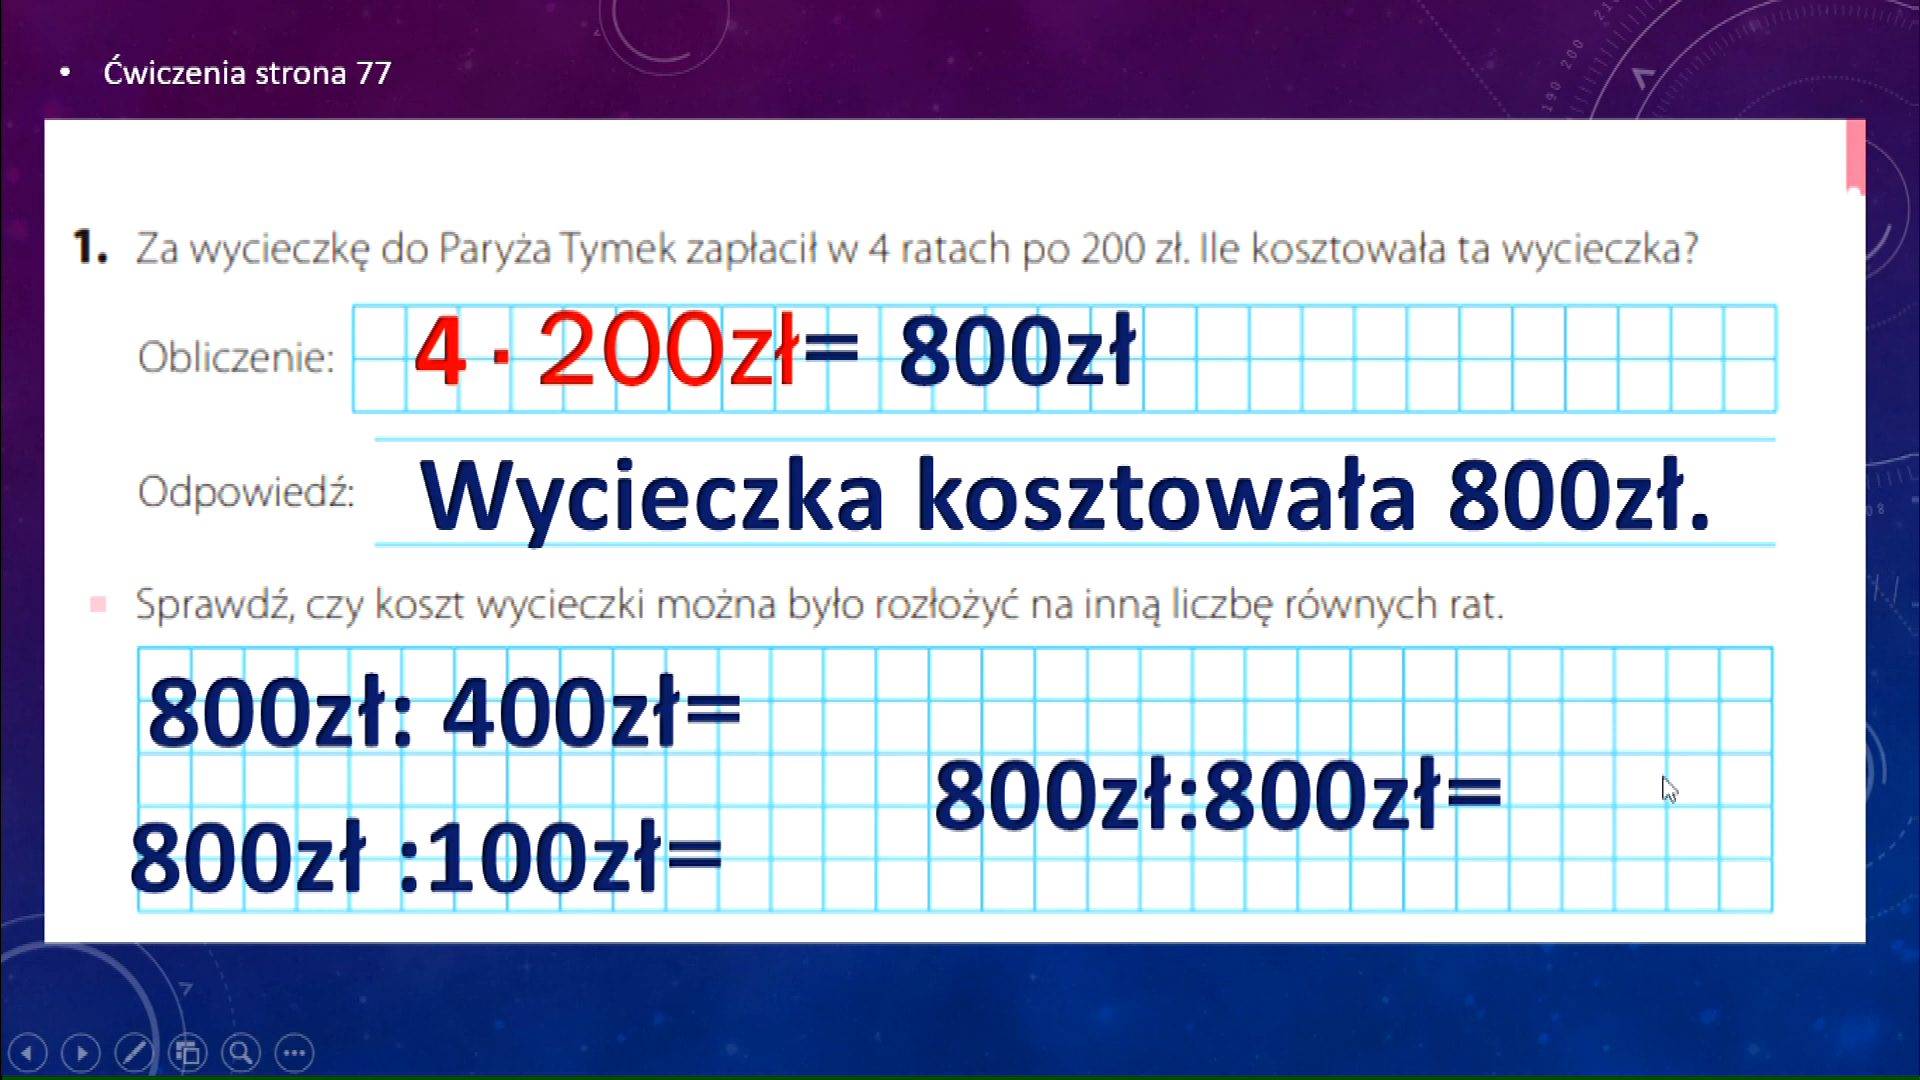 • Ćwiczenia strona 77
1. Za wycieczkę do Paryża Tymek zapłacił w 4 ratach po 200 zł. Ile kosztowała ta wycieczka?
Obliczenie: 4 · 200zł= 800zł
Odpowiedź: Wycieczka kosztowała 800zł.
Sprawdź, czy koszt wycieczki można było rozłożyć na inną liczbę równych rat.
800zł: 400zł=
800zł:800zł=
800zł :100zł=
190 200